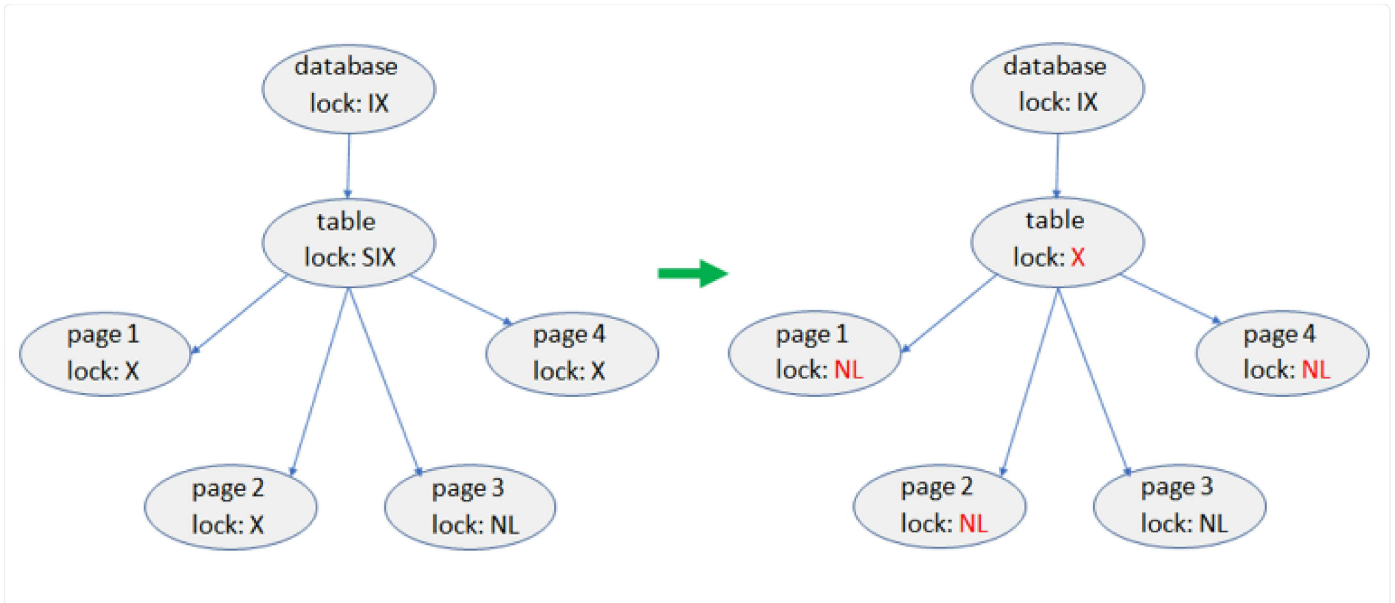 database
lock: IX
table
lock: SIX
page 1
lock: X
page 4
lock: X
page 2
lock: X
page 3
lock: NL
database
lock: IX
table
lock: X
page 1
lock: NL
page 4
lock: NL
page 2
lock: NL
page 3
lock: NL